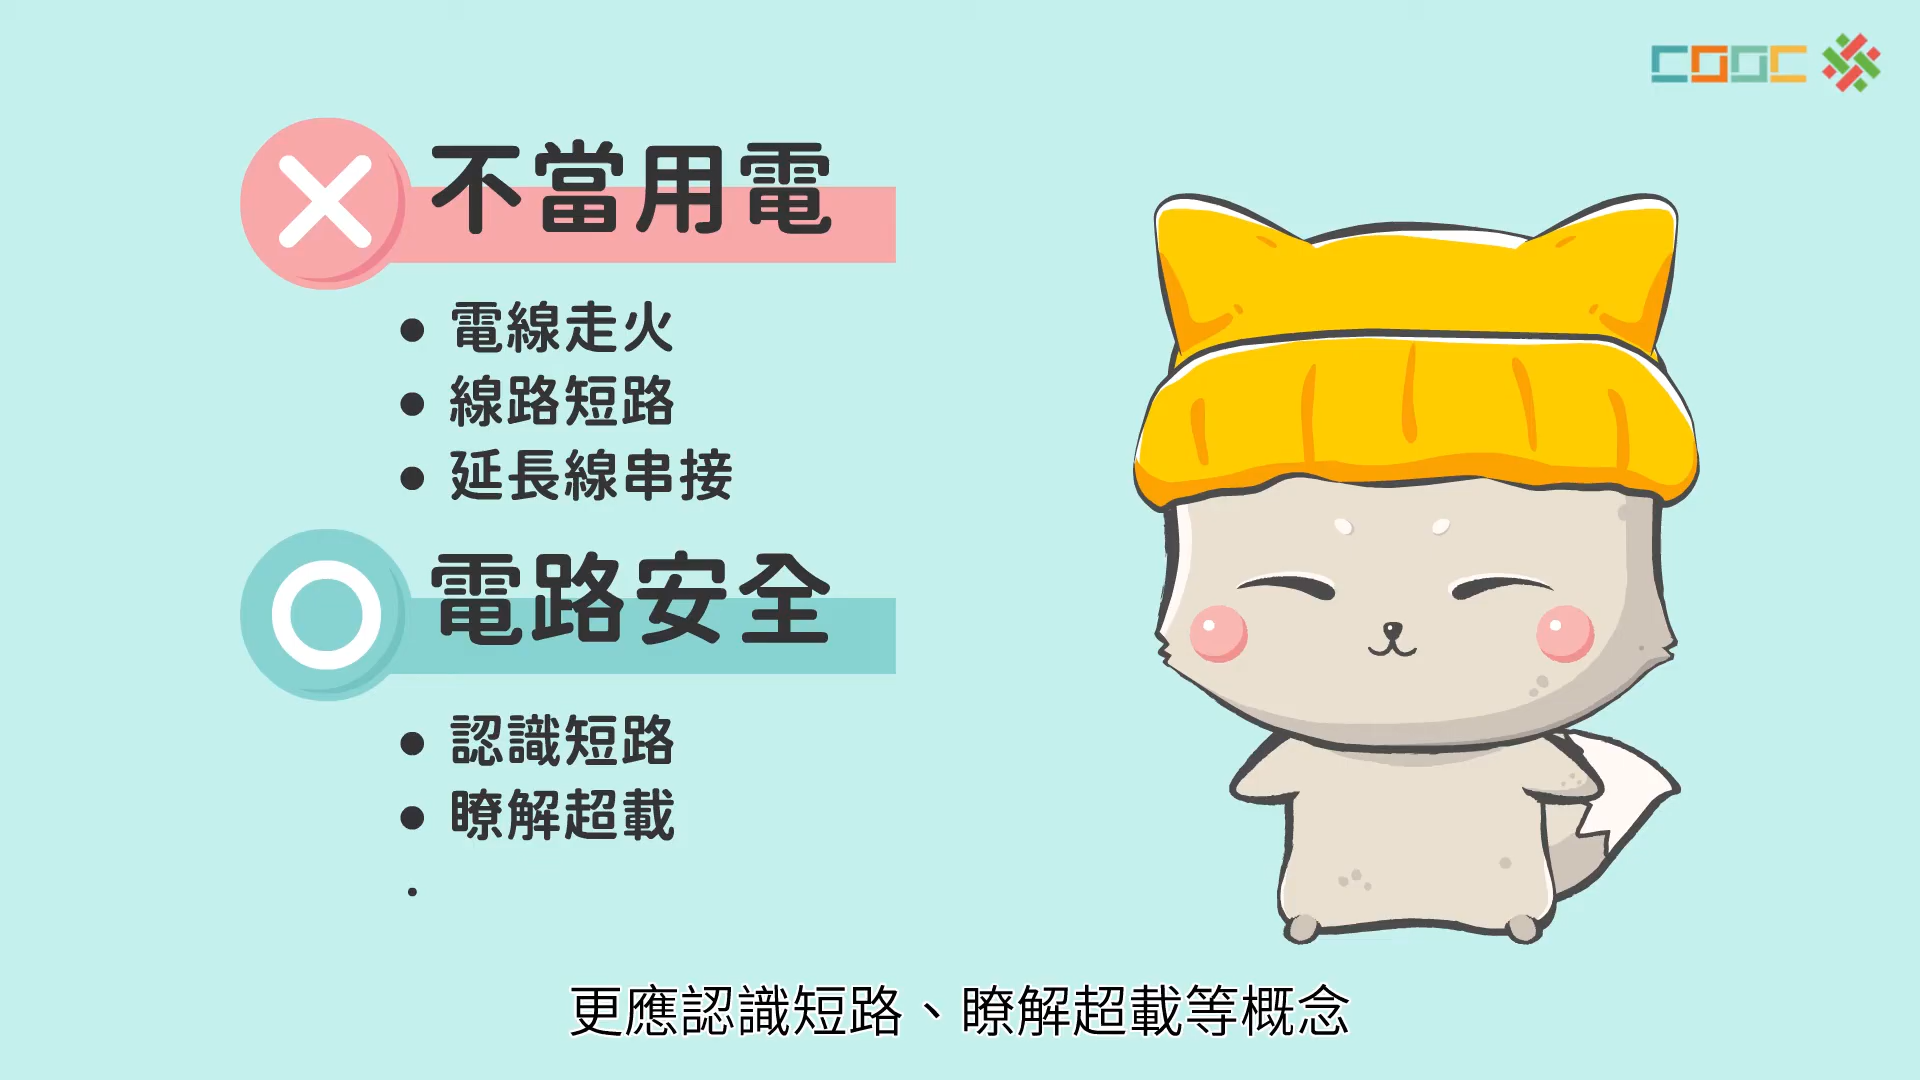 COOC
不當用電
• 電線走火
• 線路短路
• 延長線串接
電路安全
• 認識短路
• 瞭解超載
•
更應認識短路、瞭解超載等概念